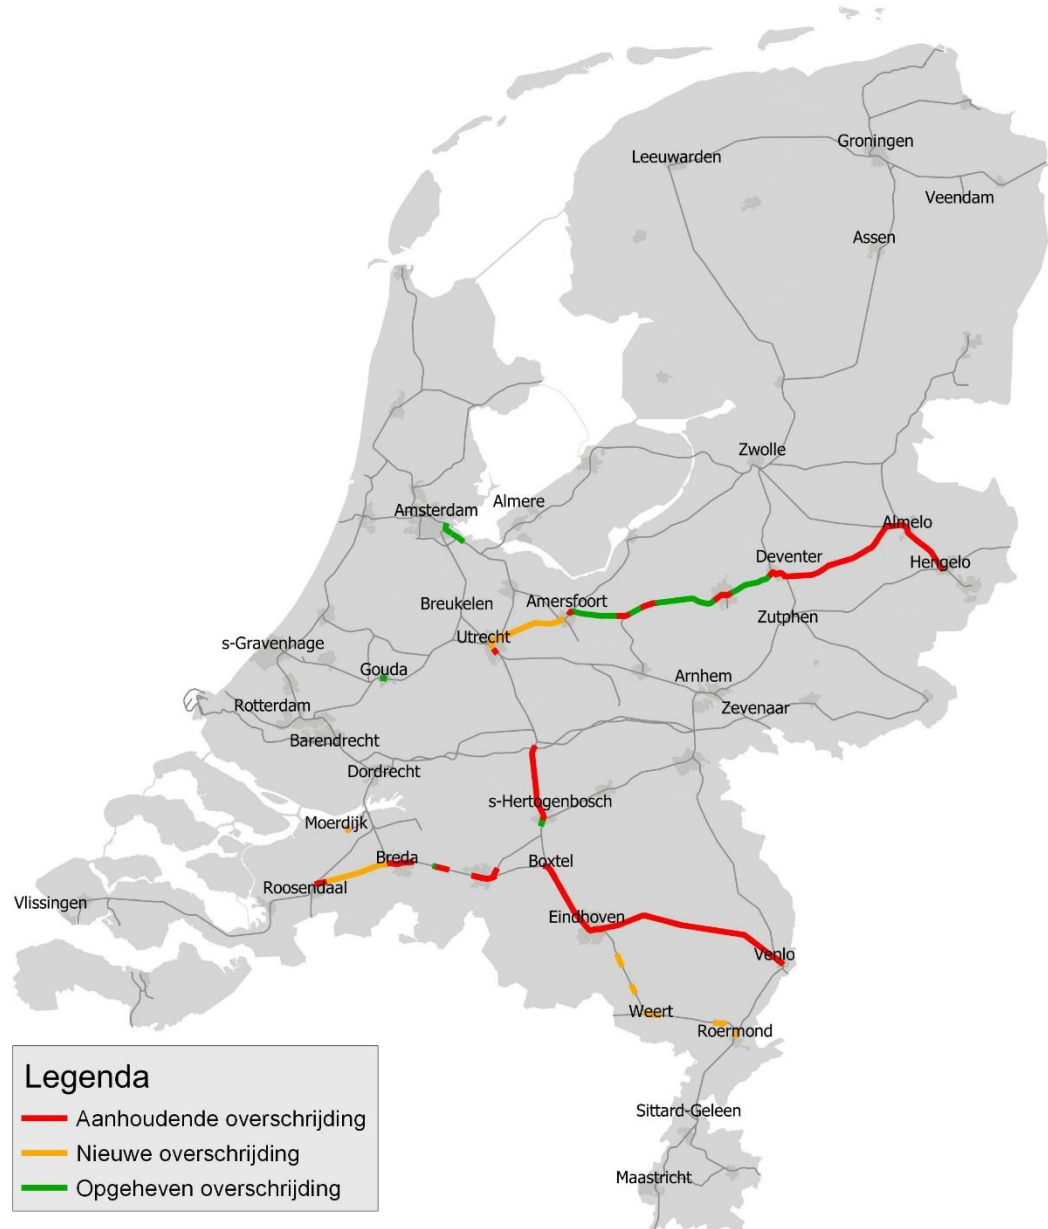 Groningen
Leeuwarden
Veendam
Assen
Zwolle
Almere
Amsterdam
Almelo
Deventer
Hengelo
Breukelen
Amersfoort
Zutphen
Utrecht
s-Gravenhage
Gouda
Arnhem
Rotterdam
Zevenaar
Barendrecht
Dordrecht
s-Hertogenbosch
Moerdijk
Breda
Boxtel
Roosendaal
Vlissingen
Eindhoven
Venlo
Weert
Roermond
Sittard-Geleen
Maastricht
Legenda
Aanhoudende overschrijding
Nieuwe overschrijding
Opgeheven overschrijding